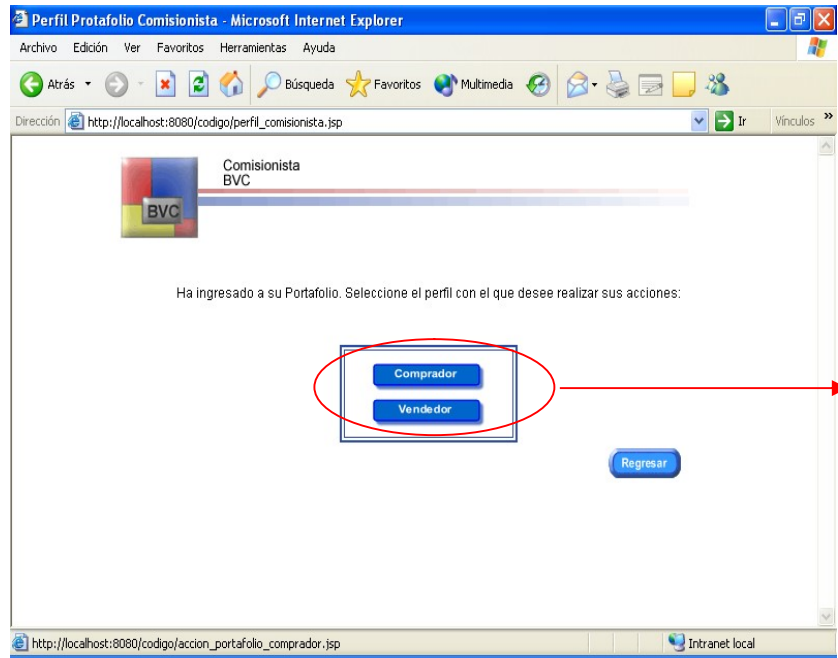 Perfil Protafolio Comisionista - Microsoft Internet Explorer
Archivo Edición Ver Favoritos Herramientas Ayuda
Atrás Búsqueda Favoritos Multimedia
Dirección http://localhost:8080/codigo/perfil_comisionista.jsp Ir Vínculos »
Comisionista
BVC
BVC
Ha ingresado a su Portafolio. Seleccione el perfil con el que desee realizar sus acciones:
Comprador
Vendedor
Regresar
http://localhost:8080/codigo/accion_portafolio_comprador.jsp Intranet local